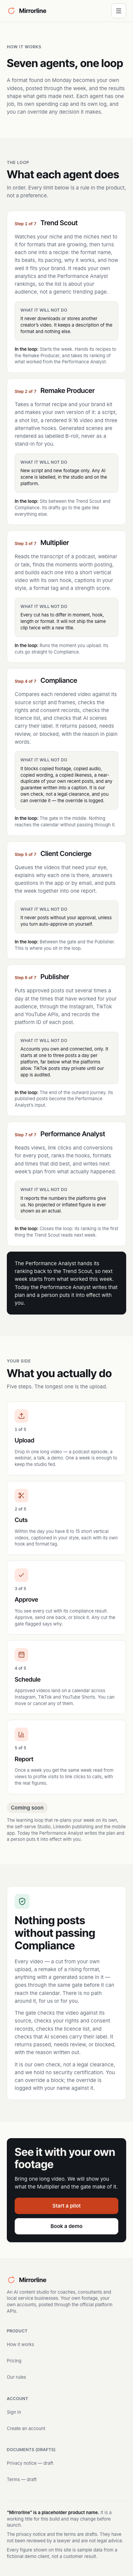 Mirrorline
HOW IT WORKS
Seven agents, one loop
A format found on Monday becomes your own
videos, posted through the week, and the results
shape what gets made next. Each agent has one
job, its own spending cap and its own log, so
you can override any decision it makes.
THE LOOP
What each agent does
In order. Every limit below is a rule in the product,
not a preference.
Step 1 of 7 Trend Scout
Watches your niche and the niches next to
it for formats that are growing, then turns
each one into a recipe: the format name,
its beats, its pacing, why it works, and how
well it fits your brand. It reads your own
analytics and the Performance Analyst
rankings, so the fit is about your
audience, not a generic trending page.
WHAT IT WILL NOT DO
It never downloads or stores another
creator's video. It keeps a description of the
format and nothing else.
In the loop: Starts the week. Hands its recipes to
the Remake Producer, and takes its ranking of
what worked from the Performance Analyst.
Step 2 of 7 Remake Producer
Takes a format recipe and your brand kit
and makes your own version of it: a script,
a shot list, a rendered 9:16 video and three
alternative hooks. Generated scenes are
rendered as labelled B-roll, never as a
stand-in for you.
WHAT IT WILL NOT DO
New script and new footage only. Any AI
scene is labelled, in the studio and on the
platform.
In the loop: Sits between the Trend Scout and
Compliance. Its drafts go to the gate like
everything else.
Step 3 of 7 Multiplier
Reads the transcript of a podcast, webinar
or talk, finds the moments worth posting,
and builds each one into a short vertical
video with its own hook, captions in your
style, a format tag and a strength score.
WHAT IT WILL NOT DO
Every cut has to differ in moment, hook,
length or format. It will not ship the same
clip twice with a new title.
In the loop: Runs the moment you upload. Its
cuts go straight to Compliance.
Step 4 of 7 Compliance
Compares each rendered video against its
source, script and frames, checks the
rights and consent records, checks the
licence list, and checks that AI scenes
carry their label. It returns passed, needs
review, or blocked, with the reason in plain
words.
WHAT IT WILL NOT DO
It blocks copied footage, copied audio,
copied wording, a copied likeness, a near-
duplicate of your own recent posts, and any
guarantee written into a caption. It is our
own check, not a legal clearance, and you
can override it — the override is logged.
In the loop: The gate in the middle. Nothing
reaches the calendar without passing through it.
Step 5 of 7 Client Concierge
Queues the videos that need your eye,
explains why each one is there, answers
questions in the app or by email, and puts
the week together into one report.
WHAT IT WILL NOT DO
It never posts without your approval, unless
you turn auto-approve on yourself.
In the loop: Between the gate and the Publisher.
This is where you sit in the loop.
Step 6 of 7 Publisher
Puts approved posts out several times a
day at the times that have worked for your
audience, through the Instagram, TikTok
and YouTube APIs, and records the
platform ID of each post.
WHAT IT WILL NOT DO
Accounts you own and connected, only. It
starts at one to three posts a day per
platform, far below what the platforms
allow. TikTok posts stay private until our
app is audited.
In the loop: The end of the outward journey. Its
published posts become the Performance
Analyst's input.
Step 7 of 7 Performance Analyst
Reads views, link clicks and conversions
for every post, ranks the hooks, formats
and times that did best, and writes next
week's plan from what actually happened.
WHAT IT WILL NOT DO
It reports the numbers the platforms give
us. No projected or inflated figure is ever
shown as an actual.
In the loop: Closes the loop: its ranking is the first
thing the Trend Scout reads next week.
The Performance Analyst hands its
ranking back to the Trend Scout, so next
week starts from what worked this week.
Today the Performance Analyst writes that
plan and a person puts it into effect with
you.
YOUR SIDE
What you actually do
Five steps. The longest one is the upload.
1 of 5
Upload
Drop in one long video — a podcast episode, a
webinar, a talk, a demo. One a week is enough to
keep the studio fed.
2 of 5
Cuts
Within the day you have 6 to 15 short vertical
videos, captioned in your style, each with its own
hook and format tag.
3 of 5
Approve
You see every cut with its compliance result.
Approve, send one back, or block it. Any cut the
gate flagged says why.
4 of 5
Schedule
Approved videos land on a calendar across
Instagram, TikTok and YouTube Shorts. You can
move or cancel any of them.
5 of 5
Report
Once a week you get the same week read from
views to profile visits to link clicks to calls, with
the real figures.
Coming soon
The learning loop that re-plans your week on its own,
the self-serve Studio, LinkedIn publishing and the mobile
app. Today the Performance Analyst writes the plan and
a person puts it into effect with you.
Nothing posts
without passing
Compliance
Every video — a cut from your own
upload, a remake of a rising format,
anything with a generated scene in it —
goes through the same gate before it can
reach the calendar. There is no path
around it, for us or for you.
The gate checks the video against its
source, checks your rights and consent
records, checks the licence list, and
checks that AI scenes carry their label. It
returns passed, needs review, or blocked,
with the reason written out.
It is our own check, not a legal clearance,
and we hold no security certification. You
can override a block; the override is
logged with your name against it.
See it with your own
footage
Bring one long video. We will show you
what the Multiplier and the gate make of it.
Start a pilot
Book a demo
Mirrorline
An AI content studio for coaches, consultants and
local service businesses. Your own footage, your
own accounts, posted through the official platform
APIs.
PRODUCT
How it works
Pricing
Our rules
ACCOUNT
Sign in
Create an account
DOCUMENTS (DRAFTS)
Privacy notice — draft
Terms — draft
"Mirrorline" is a placeholder product name. It is a
working title for this build and may change before
launch.
The privacy notice and the terms are drafts. They have
not been reviewed by a lawyer and are not legal advice.
Every figure shown on this site is sample data from a
fictional demo client, not a customer result.